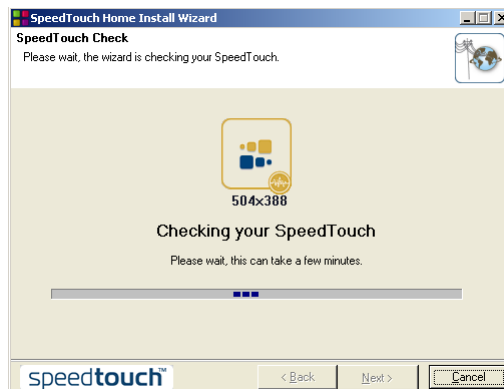 SpeedTouch Home Install Wizard
SpeedTouch Check
Please wait, the wizard is checking your SpeedTouch.
504x388
Checking your SpeedTouch
Please wait, this can take a few minutes.
speedtouch™
< Back
Next >
Cancel